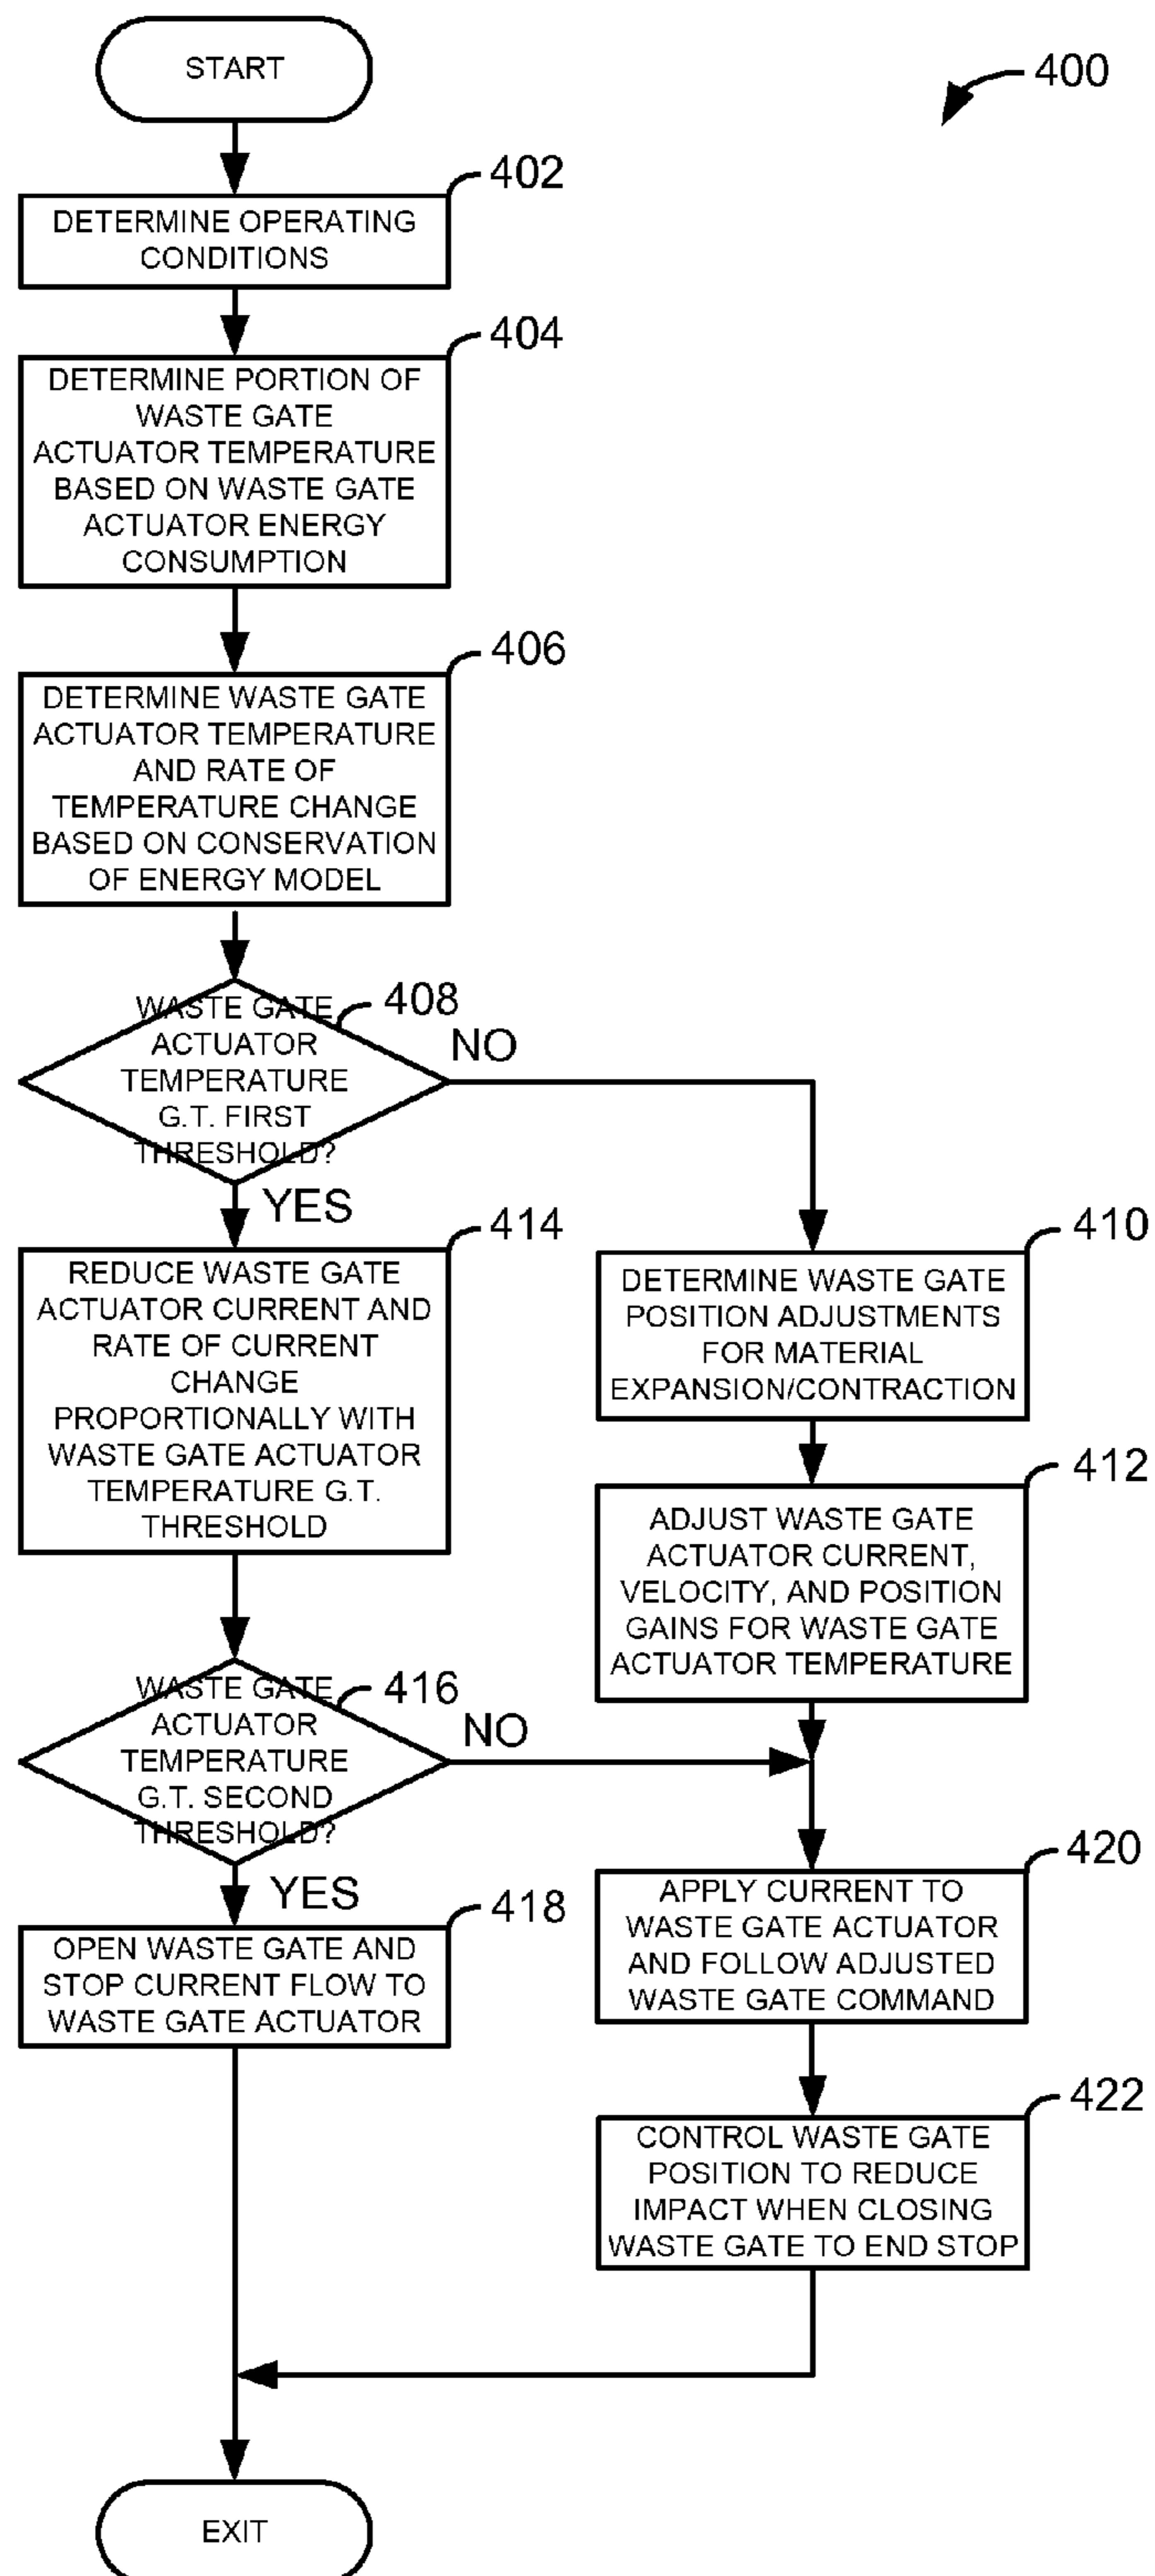 START
400
402
DETERMINE OPERATING
CONDITIONS
404
DETERMINE PORTION OF
WASTE GATE
ACTUATOR TEMPERATURE
BASED ON WASTE GATE
ACTUATOR ENERGY
CONSUMPTION
406
DETERMINE WASTE GATE
ACTUATOR TEMPERATURE
AND RATE OF
TEMPERATURE CHANGE
BASED ON CONSERVATION
OF ENERGY MODEL
408
WASTE GATE
ACTUATOR
TEMPERATURE
G.T. FIRST
THRESHOLD?
NO
YES
414
REDUCE WASTE GATE
ACTUATOR CURRENT AND
RATE OF CURRENT
CHANGE
PROPORTIONALLY WITH
WASTE GATE ACTUATOR
TEMPERATURE G.T.
THRESHOLD
410
DETERMINE WASTE GATE
POSITION ADJUSTMENTS
FOR MATERIAL
EXPANSION/CONTRACTION
412
ADJUST WASTE GATE
ACTUATOR CURRENT,
VELOCITY, AND POSITION
GAINS FOR WASTE GATE
ACTUATOR TEMPERATURE
416
WASTE GATE
ACTUATOR
TEMPERATURE
G.T. SECOND
THRESHOLD?
NO
YES
418
OPEN WASTE GATE AND
STOP CURRENT FLOW TO
WASTE GATE ACTUATOR
420
APPLY CURRENT TO
WASTE GATE ACTUATOR
AND FOLLOW ADJUSTED
WASTE GATE COMMAND
422
CONTROL WASTE GATE
POSITION TO REDUCE
IMPACT WHEN CLOSING
WASTE GATE TO END STOP
EXIT